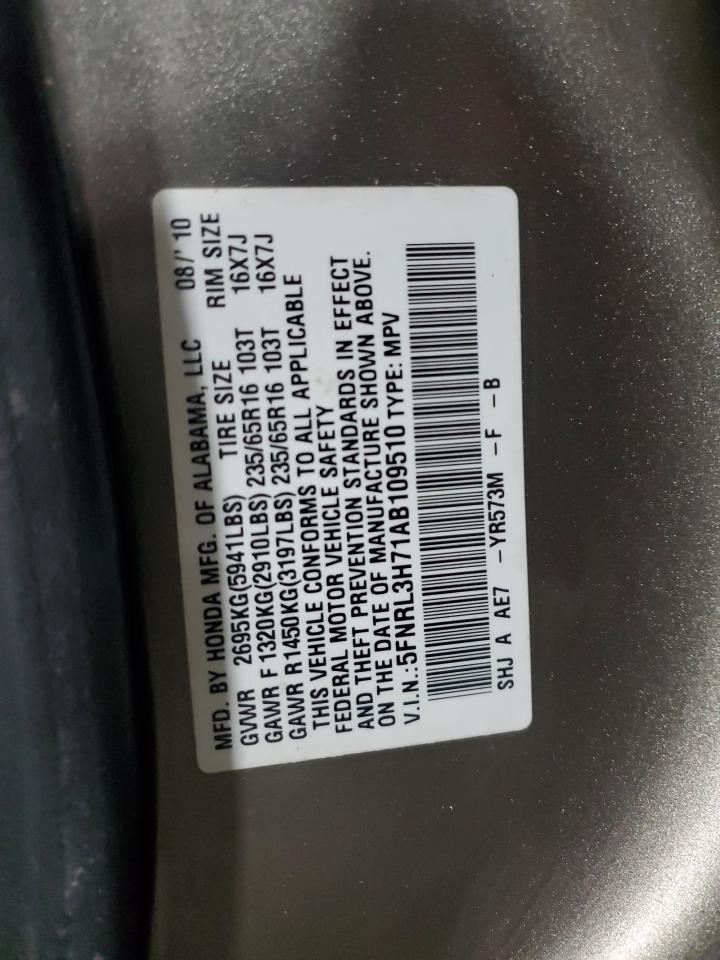 MFD. BY HONDA MFG. OF ALABAMA, LLC 08/'10
GVWR 2695KG(5941LBS) TIRE SIZE RIM SIZE
GAWR F 1320KG(2910LBS) 235/65R16 103T 16X7J
GAWR R1450KG(3197LBS) 235/65R16 103T 16X7J
THIS VEHICLE CONFORMS TO ALL APPLICABLE
FEDERAL MOTOR VEHICLE SAFETY
AND THEFT PREVENTION STANDARDS IN EFFECT
ON THE DATE OF MANUFACTURE SHOWN ABOVE.
V.I.N.:5FNRL3H71AB109510 TYPE: MPV
SHJ A AE7 -YR573M -F -B